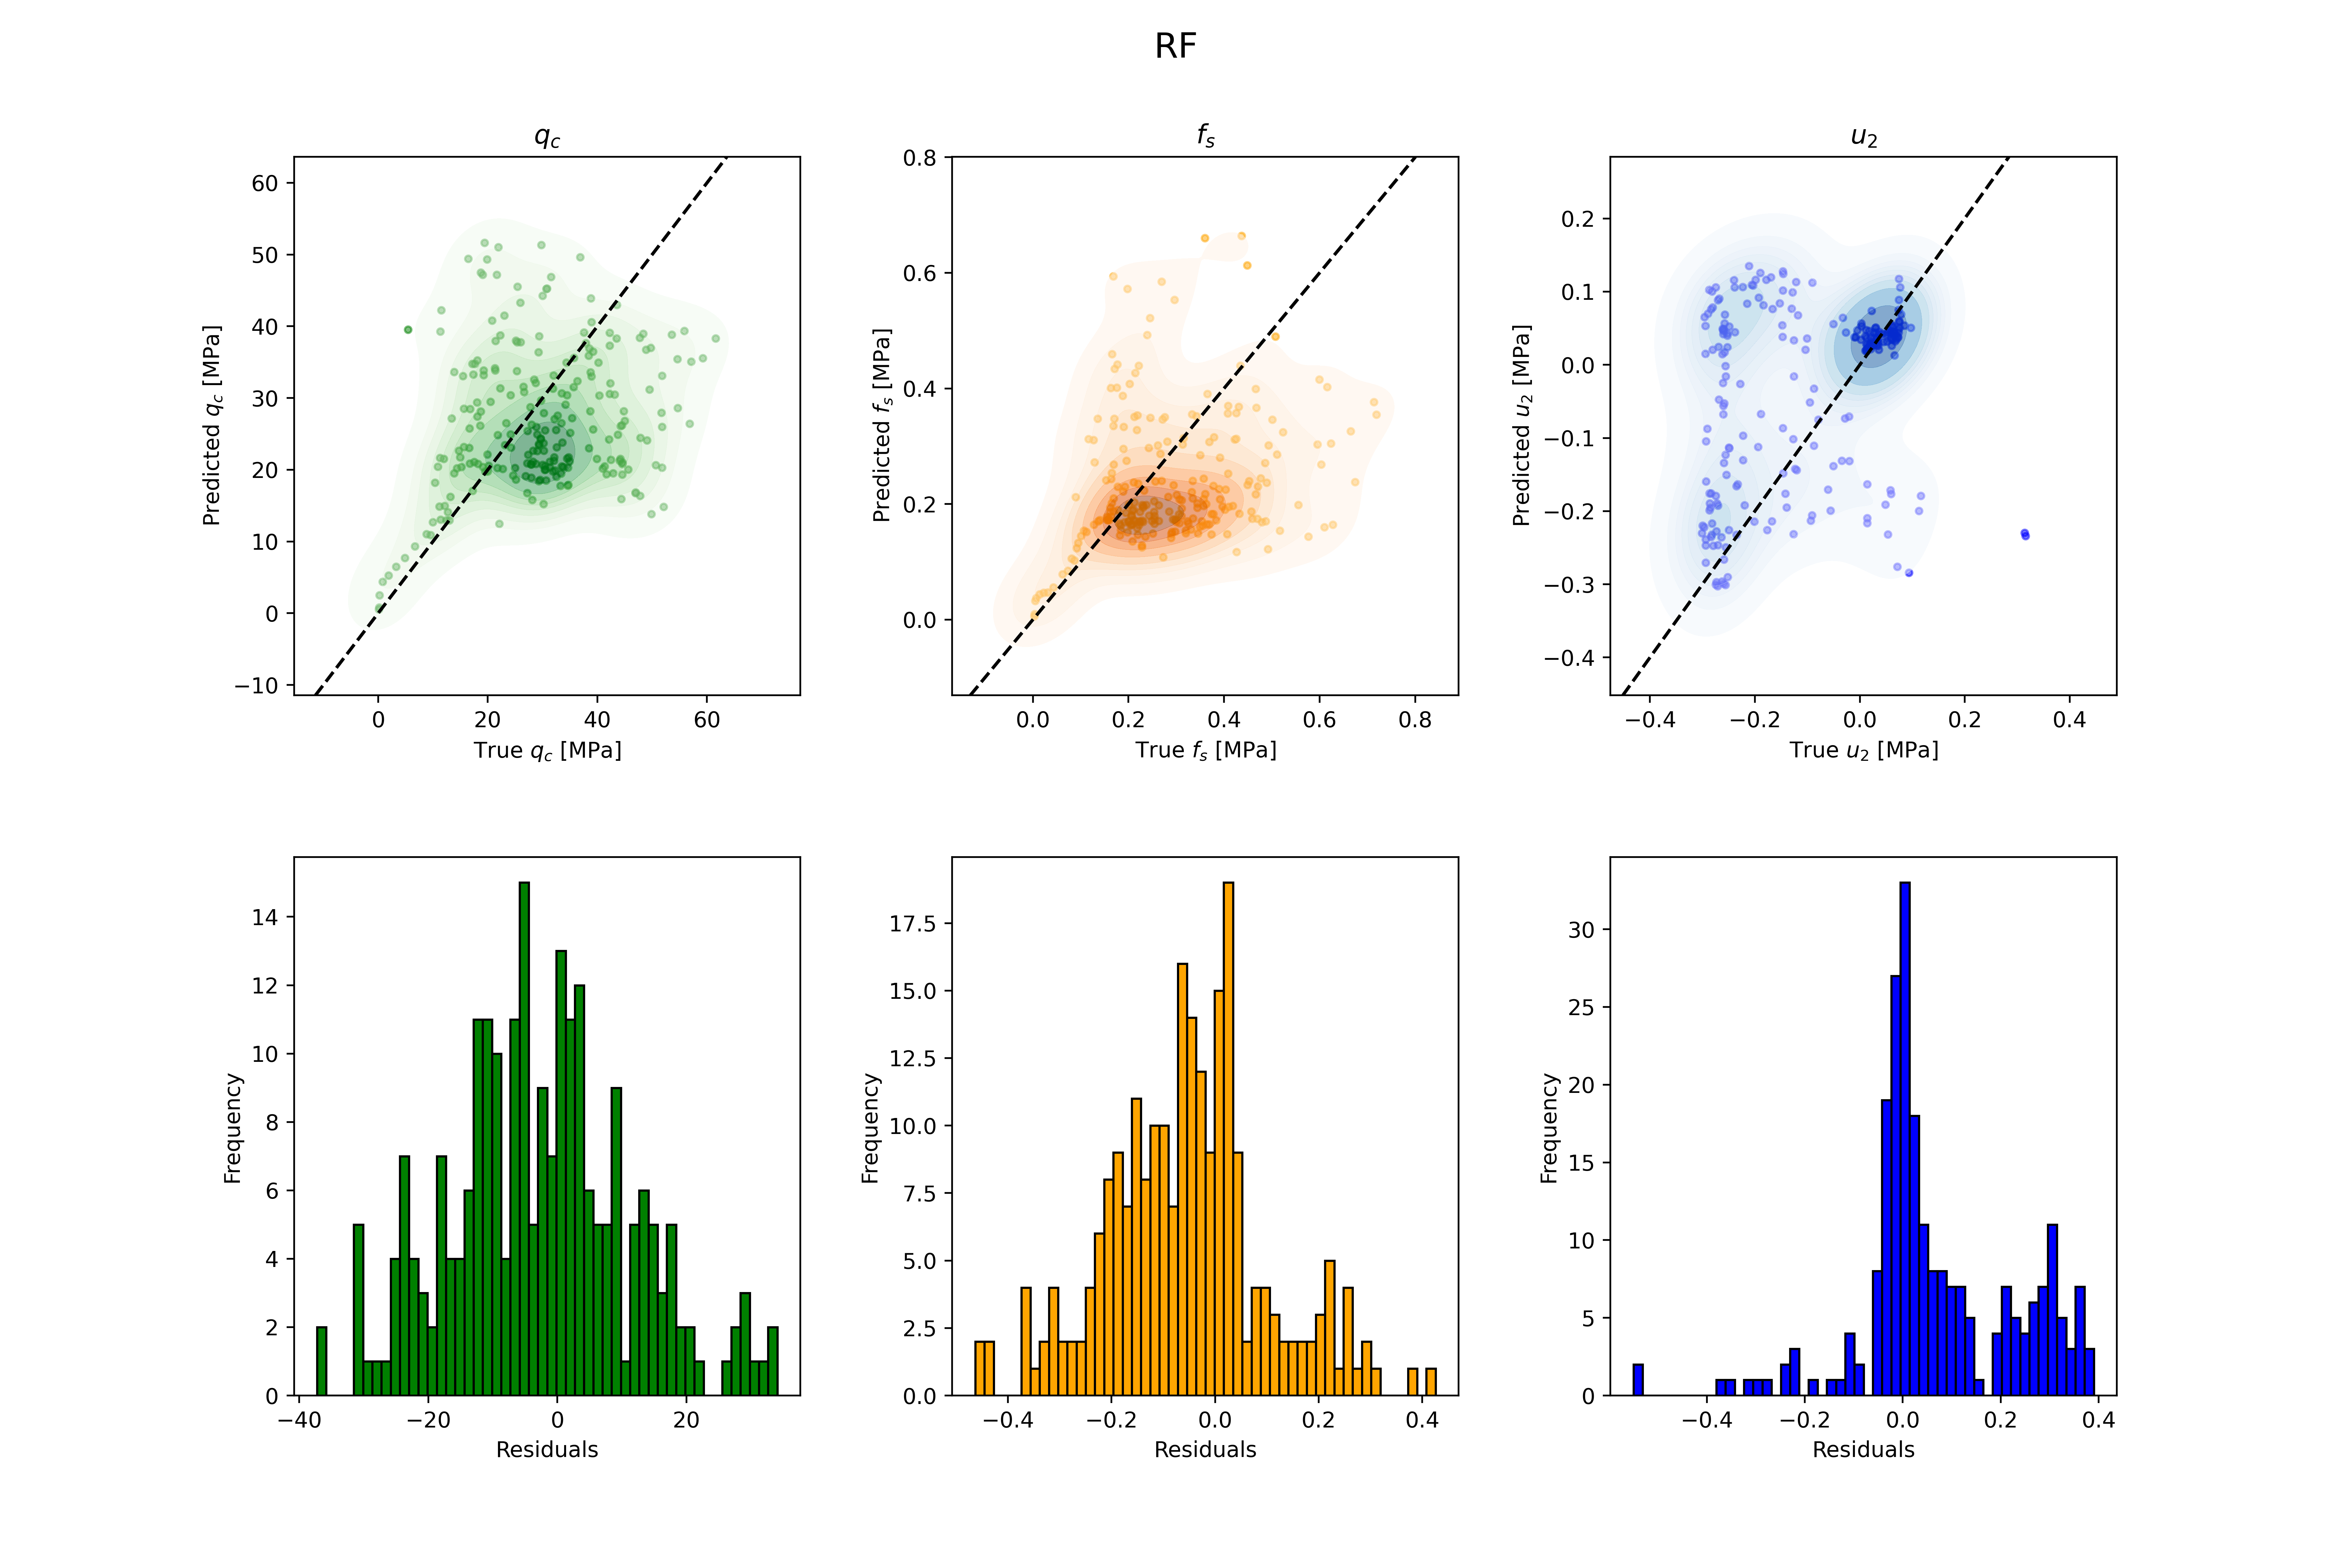 RF
q_c
f_s
u_2
60
50
40
30
20
10
0
−10
Predicted q_c [MPa]
0 20 40 60
True q_c [MPa]
0.8
0.6
0.4
0.2
0.0
Predicted f_s [MPa]
0.0 0.2 0.4 0.6 0.8
True f_s [MPa]
0.2
0.1
0.0
−0.1
−0.2
−0.3
−0.4
Predicted u_2 [MPa]
−0.4 −0.2 0.0 0.2 0.4
True u_2 [MPa]
14
12
10
8
6
4
2
0
Frequency
−40 −20 0 20
Residuals
17.5
15.0
12.5
10.0
7.5
5.0
2.5
0.0
Frequency
−0.4 −0.2 0.0 0.2 0.4
Residuals
30
25
20
15
10
5
0
Frequency
−0.4 −0.2 0.0 0.2 0.4
Residuals